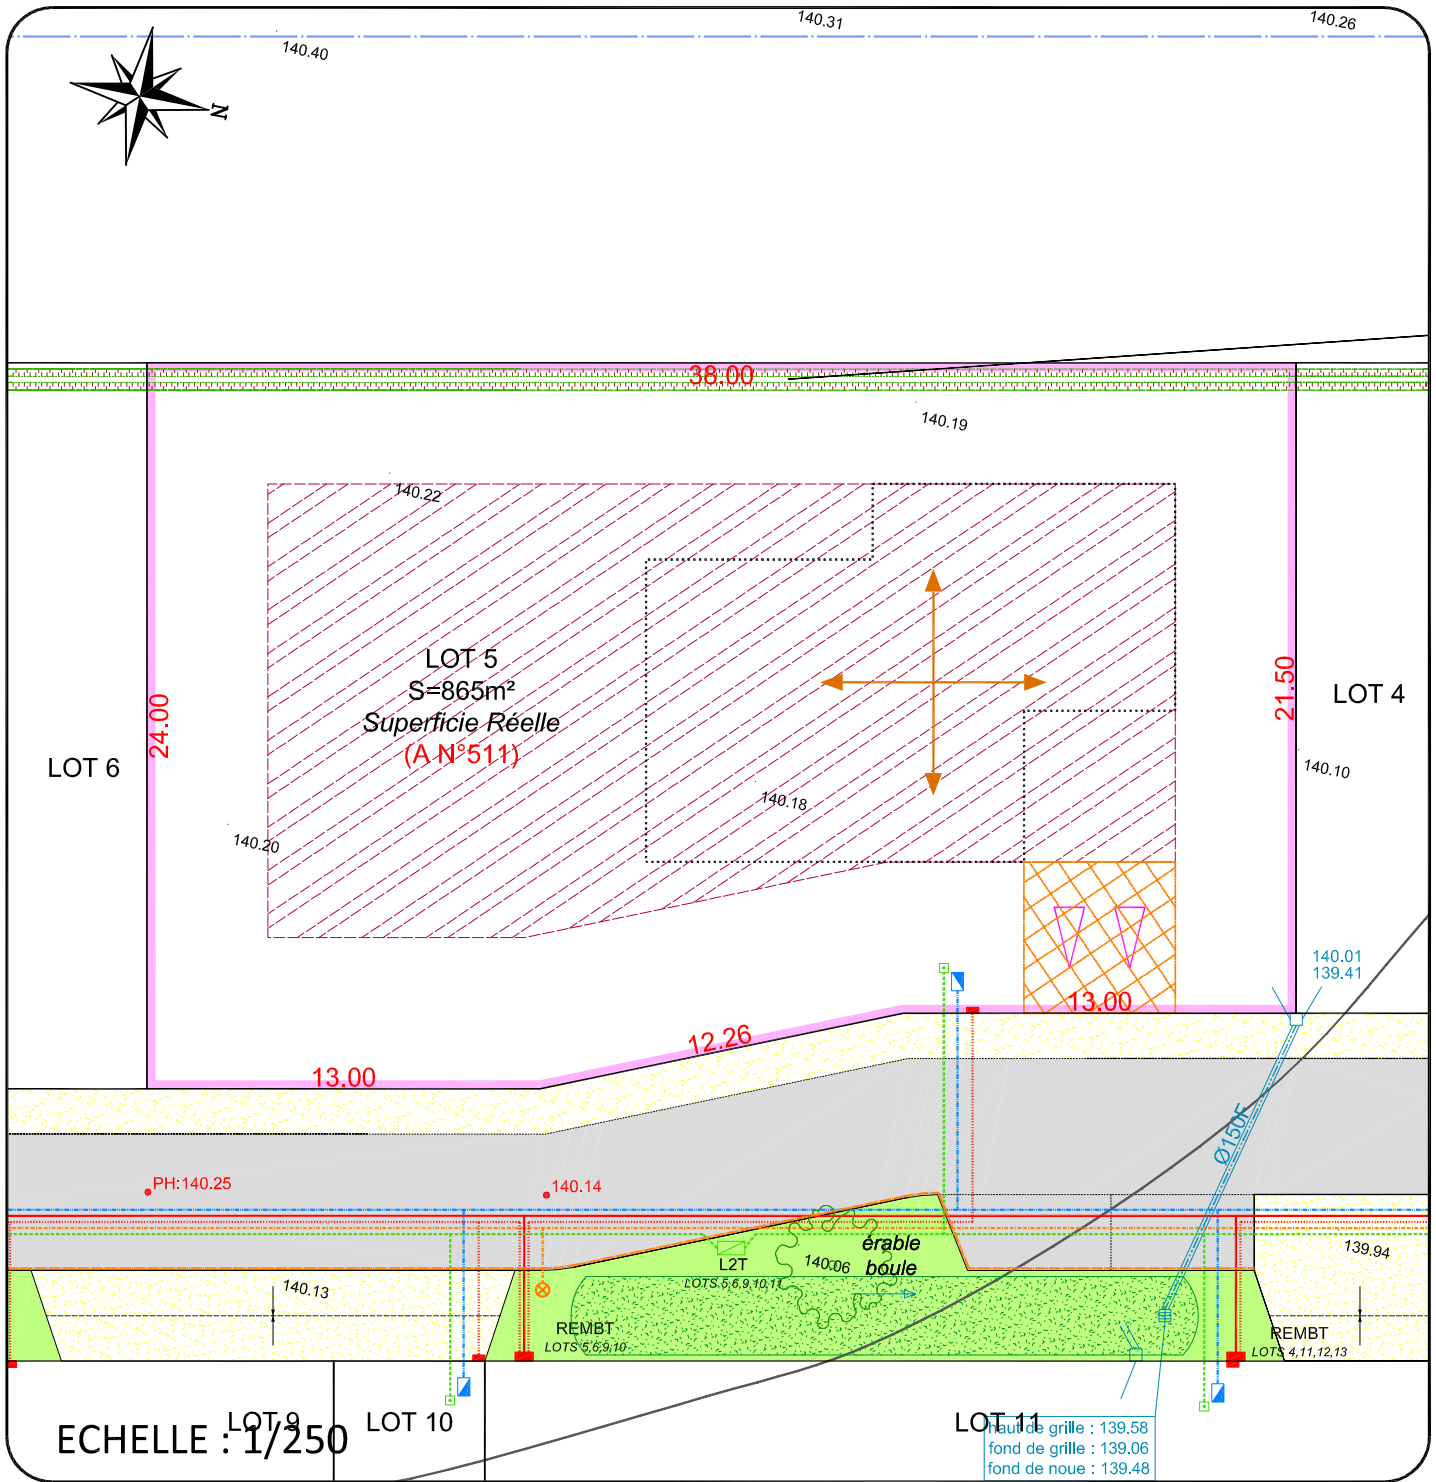 140.31
140.26
140.40
N
38.00
140.19
140.22
LOT 5
S=865m²
Superficie Réelle
(A N°511)
24.00
21.50
LOT 4
LOT 6
140.10
140.18
140.20
140.01
139.41
13.00
12.26
13.00
Ø150F
PH:140.25
140.14
érable
boule
140.06
139.94
L2T
LOTS 5,6,9,10,11
140.13
REMBT
LOTS 5,6,9,10
REMBT
LOTS 4,11,12,13
LOT 9
LOT 10
LOT 11
ECHELLE : 1/250
haut de grille : 139.58
fond de grille : 139.06
fond de noue : 139.48